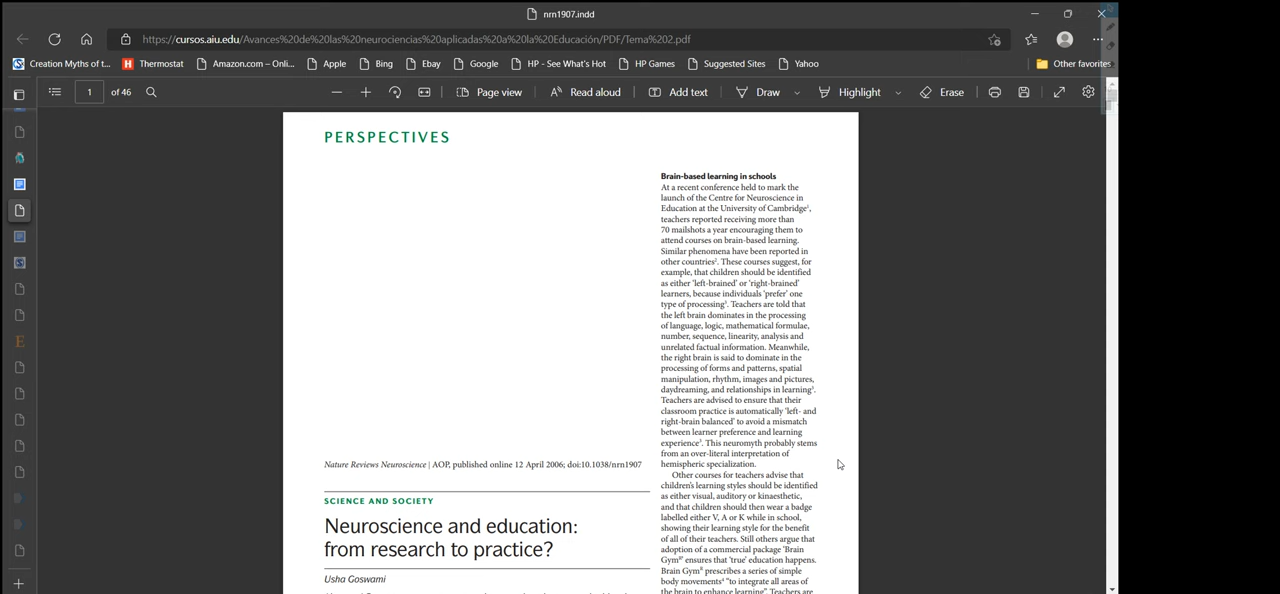 nrn1907.indd
https://cursos.aiu.edu/Avances%20de%20las%20neurociencias%20aplicadas%20a%20la%20Educación/PDF/Tema%202.pdf
Creation Myths of t... Thermostat Amazon.com – Onli... Apple Bing Ebay Google HP - See What's Hot HP Games Suggested Sites Yahoo Other favorites
1 of 46 Page view Read aloud Add text Draw Highlight Erase
PERSPECTIVES
Nature Reviews Neuroscience | AOP, published online 12 April 2006; doi:10.1038/nrn1907
SCIENCE AND SOCIETY
Neuroscience and education:
from research to practice?
Usha Goswami
Brain-based learning in schools
At a recent conference held to mark the
launch of the Centre for Neuroscience in
Education at the University of Cambridge1,
teachers reported receiving more than
70 mailshots a year encouraging them to
attend courses on brain-based learning.
Similar phenomena have been reported in
other countries2. These courses suggest, for
example, that children should be identified
as either ‘left-brained’ or ‘right-brained’
learners, because individuals ‘prefer’ one
type of processing3. Teachers are told that
the left brain dominates in the processing
of language, logic, mathematical formulae,
number, sequence, linearity, analysis and
unrelated factual information. Meanwhile,
the right brain is said to dominate in the
processing of forms and patterns, spatial
manipulation, rhythm, images and pictures,
daydreaming, and relationships in learning3.
Teachers are advised to ensure that their
classroom practice is automatically ‘left- and
right-brain balanced’ to avoid a mismatch
between learner preference and learning
experience3. This neuromyth probably stems
from an over-literal interpretation of
hemispheric specialization.
Other courses for teachers advise that
children’s learning styles should be identified
as either visual, auditory or kinaesthetic,
and that children should then wear a badge
labelled either V, A or K while in school,
showing their learning style for the benefit
of all of their teachers. Still others argue that
adoption of a commercial package ‘Brain
Gym’ ensures that ‘true’ education happens.
Brain Gym prescribes a series of simple
body movements4 “to integrate all areas of
the brain to enhance learning”. Teachers are